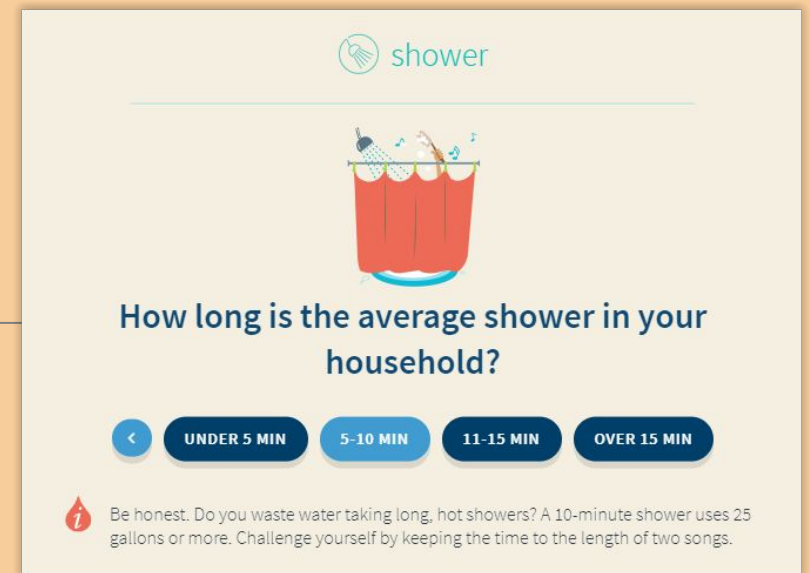 shower
How long is the average shower in your
household?
UNDER 5 MIN 5-10 MIN 11-15 MIN OVER 15 MIN
i Be honest. Do you waste water taking long, hot showers? A 10-minute shower uses 25
gallons or more. Challenge yourself by keeping the time to the length of two songs.